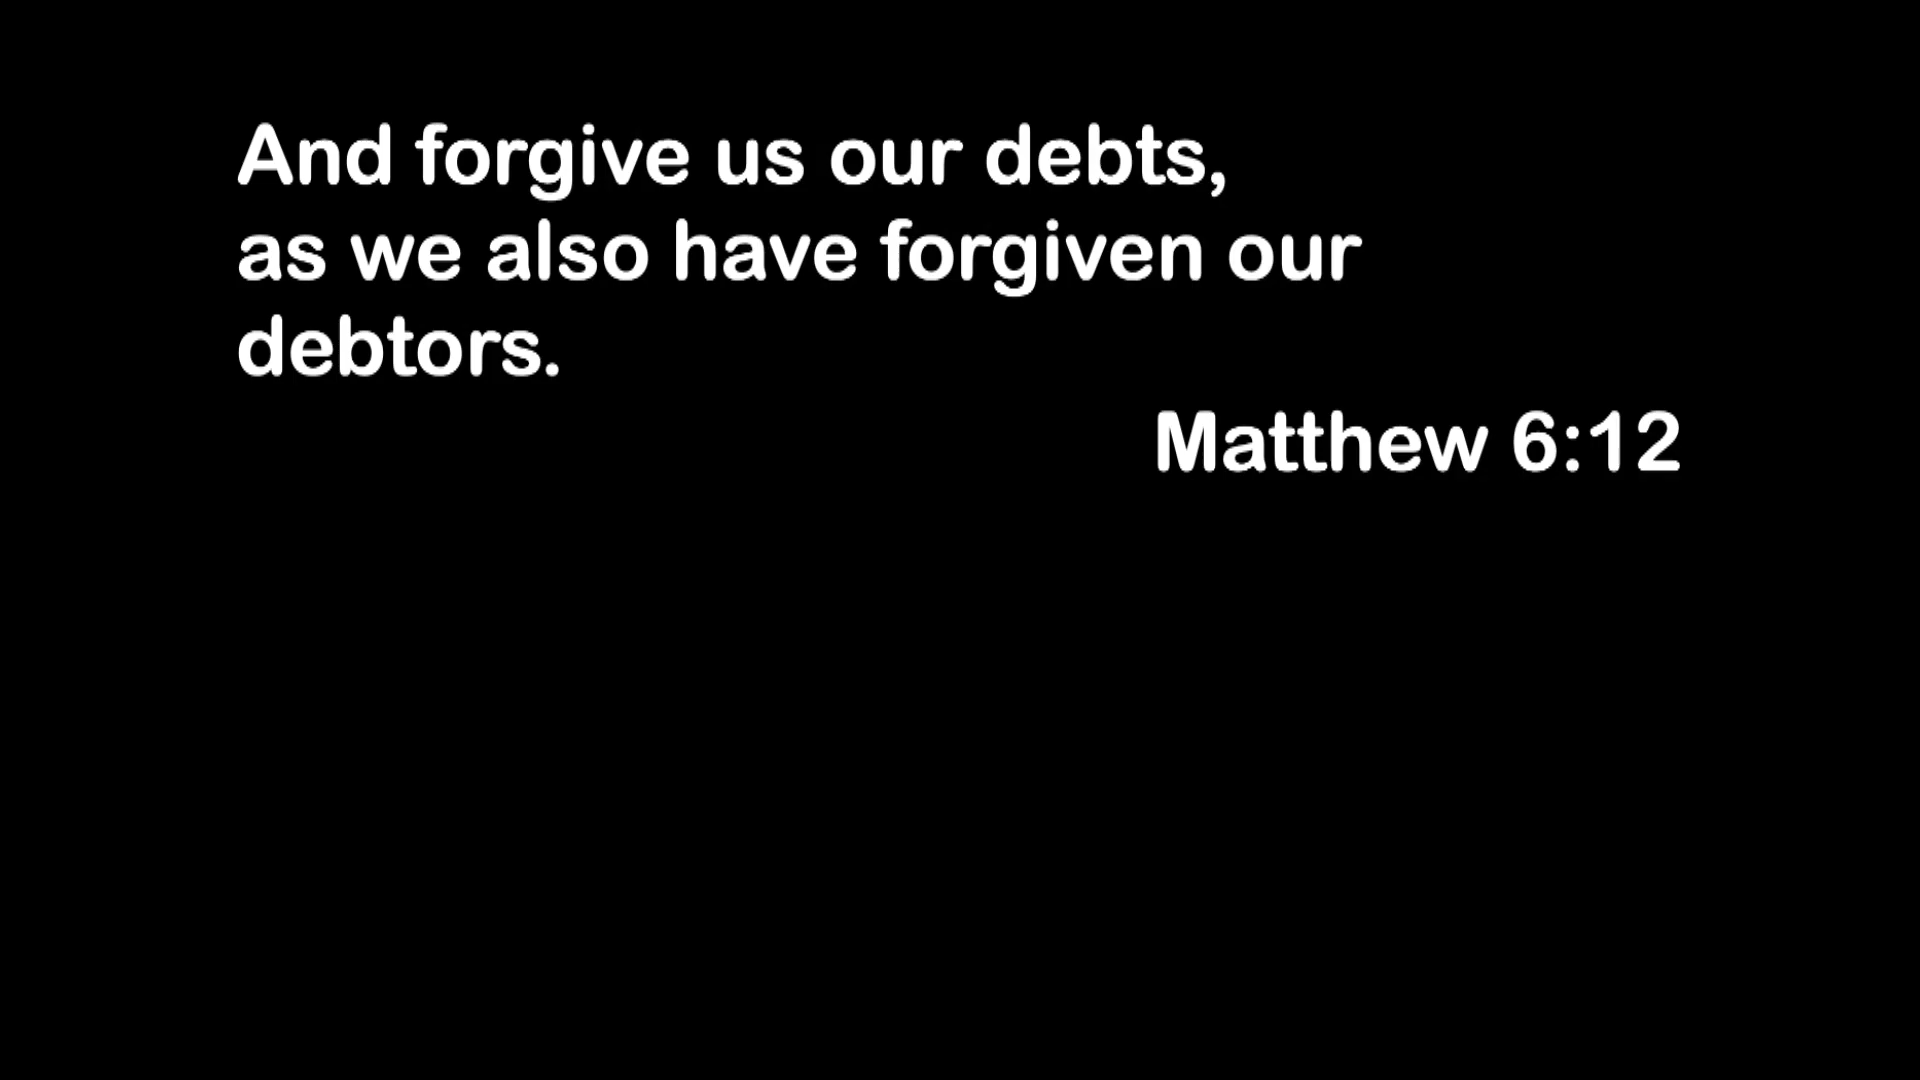 And forgive us our debts,
as we also have forgiven our
debtors.
Matthew 6:12